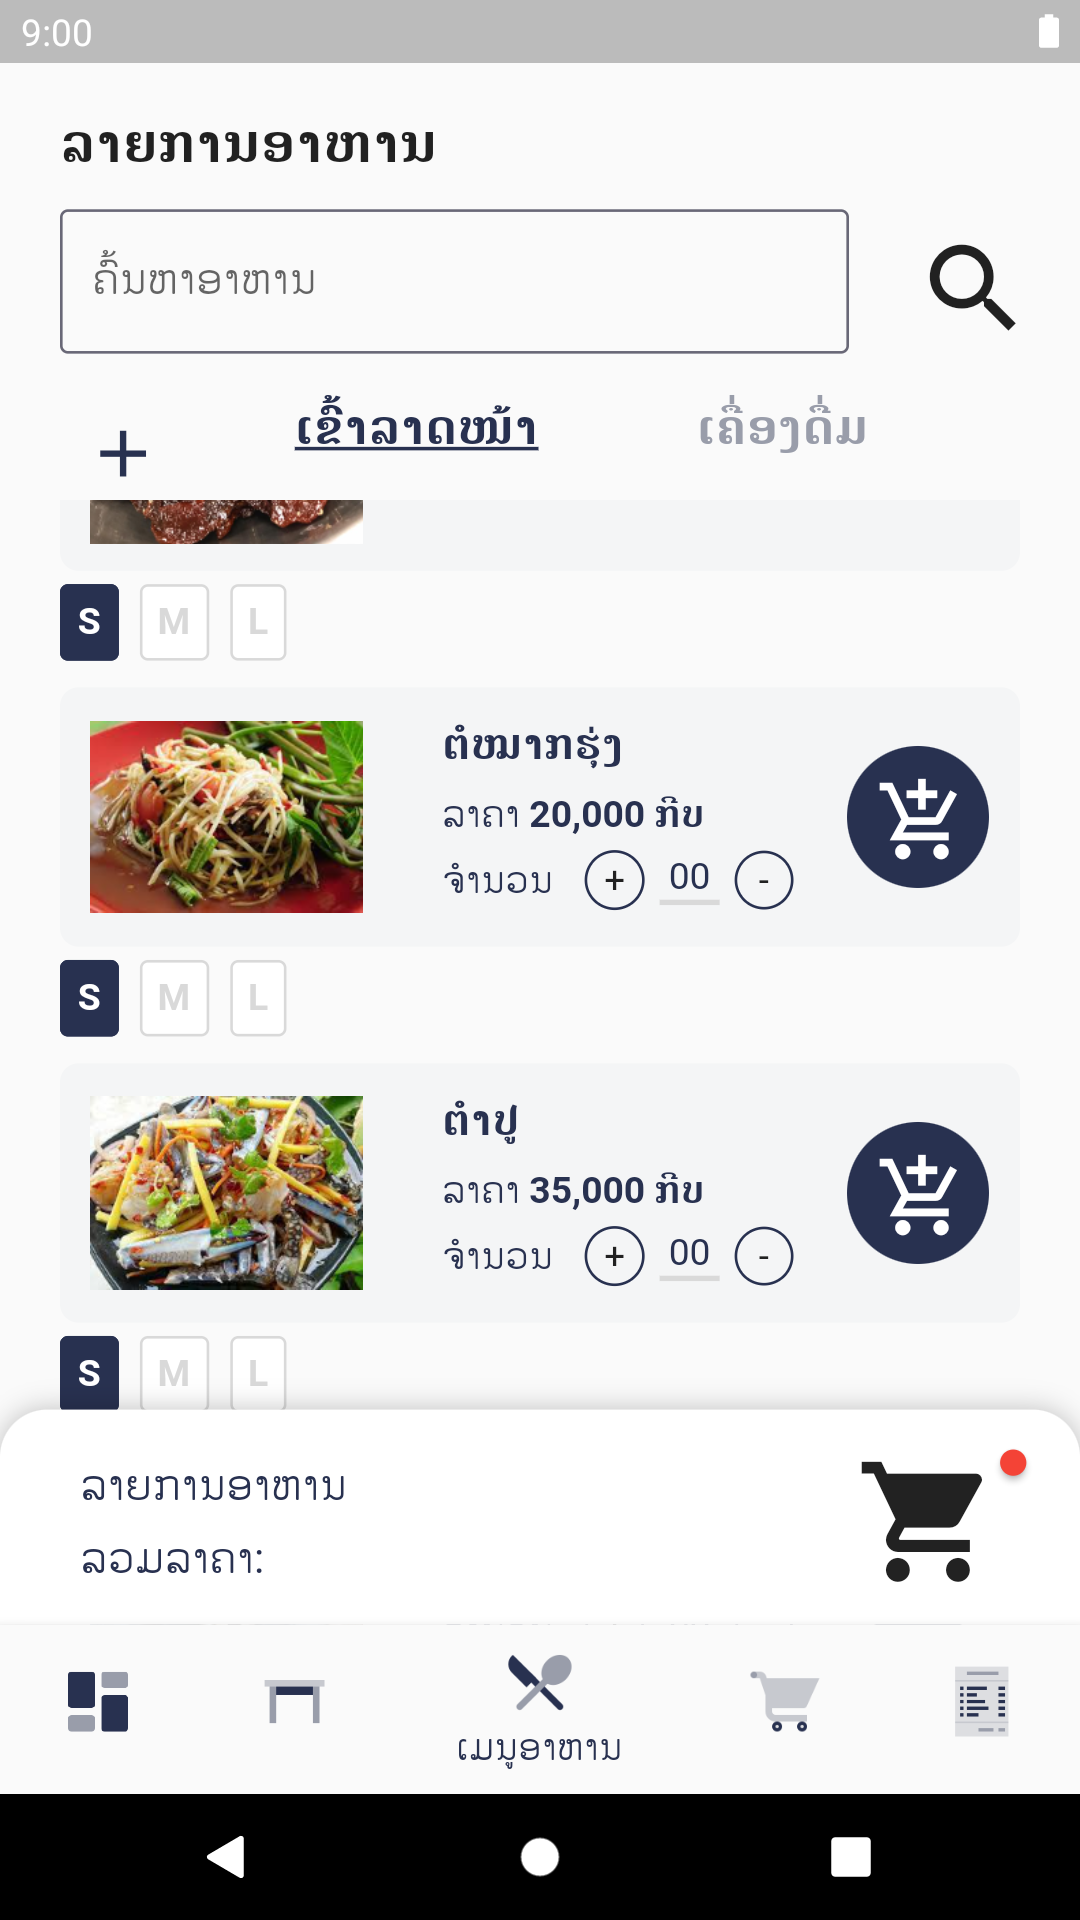 9:00
ລາຍການອາຫານ
ຄົ້ນຫາອາຫານ
+ ເຂົ້າລາດໜ້າ ເຄື່ອງດື່ມ
S M L
ຕໍໝາກຮຸ່ງ
ລາຄາ 20,000 ກີບ
ຈຳນວນ + 00 -
S M L
ຕຳປູ
ລາຄາ 35,000 ກີບ
ຈຳນວນ + 00 -
S M L
ລາຍການອາຫານ
ລວມລາຄາ:
ເມນູອາຫານ